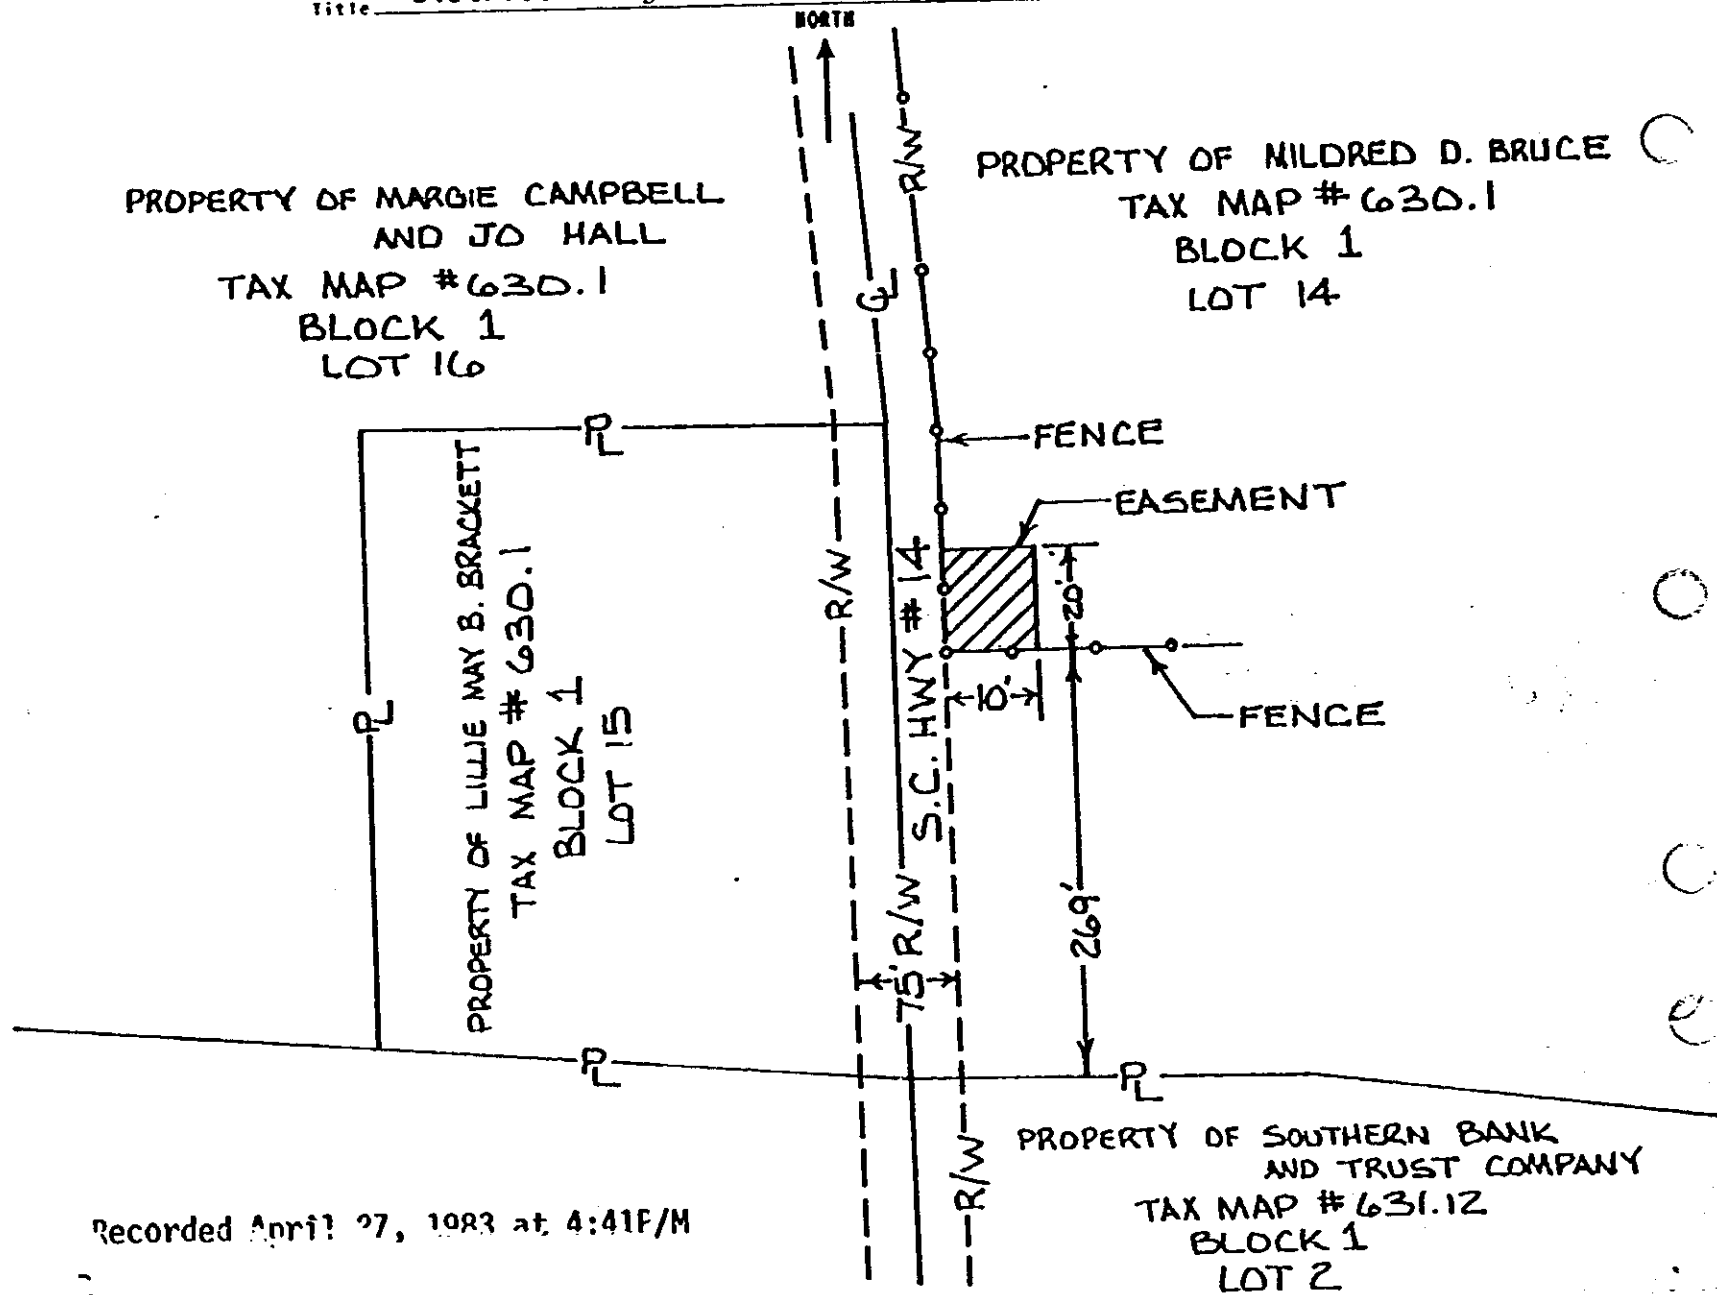 Title
NORTH
R/W
PROPERTY OF MARGIE CAMPBELL
AND JO HALL
TAX MAP #630.1
BLOCK 1
LOT 16
PROPERTY OF MILDRED D. BRUCE
TAX MAP #630.1
BLOCK 1
LOT 14
CL
PL
FENCE
EASEMENT
PROPERTY OF LILLIE MAY B. BRACKETT
TAX MAP # 630.1
BLOCK 1
LOT 15
PL
R/W
S.C. HWY # 14
20'
10'
FENCE
75' R/W
269'
PL
PL
R/W
PROPERTY OF SOUTHERN BANK
AND TRUST COMPANY
TAX MAP #631.12
BLOCK 1
LOT 2
Recorded April 27, 1983 at 4:41P/M